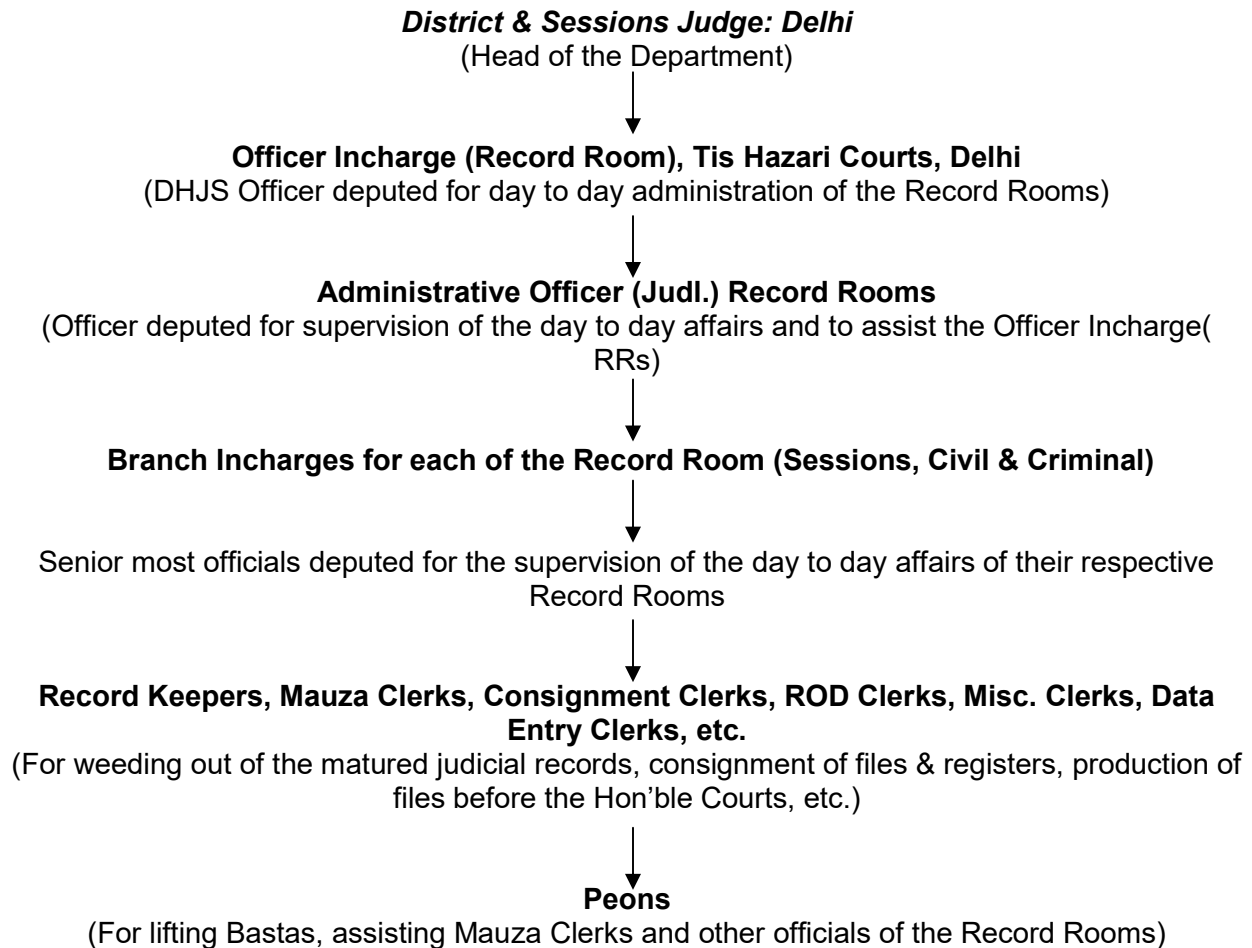 District & Sessions Judge: Delhi
(Head of the Department)
Officer Incharge (Record Room), Tis Hazari Courts, Delhi
(DHJS Officer deputed for day to day administration of the Record Rooms)
Administrative Officer (Judl.) Record Rooms
(Officer deputed for supervision of the day to day affairs and to assist the Officer Incharge(
RRs)
Branch Incharges for each of the Record Room (Sessions, Civil & Criminal)
Senior most officials deputed for the supervision of the day to day affairs of their respective
Record Rooms
Record Keepers, Mauza Clerks, Consignment Clerks, ROD Clerks, Misc. Clerks, Data
Entry Clerks, etc.
(For weeding out of the matured judicial records, consignment of files & registers, production of
files before the Hon’ble Courts, etc.)
Peons
(For lifting Bastas, assisting Mauza Clerks and other officials of the Record Rooms)